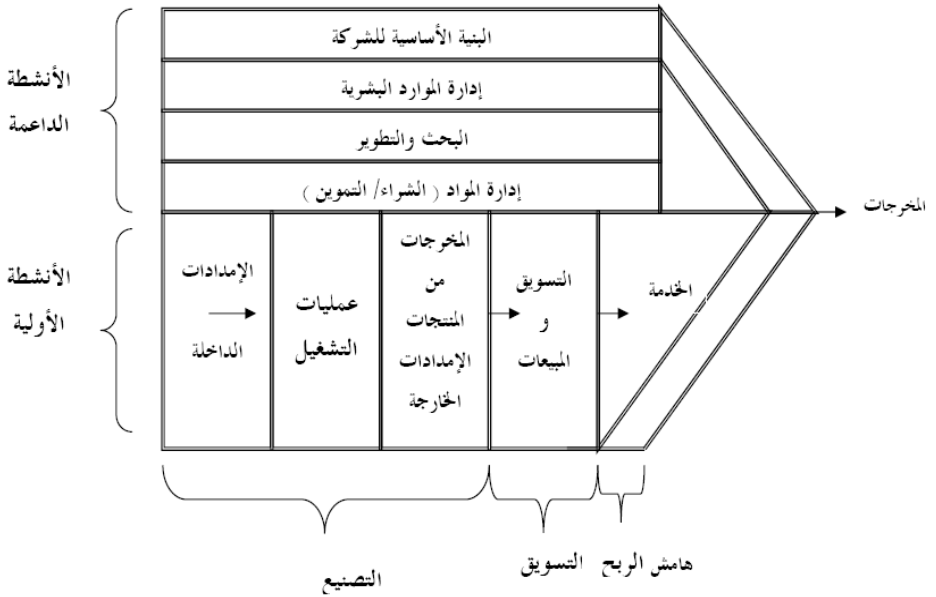 البنية الأساسية للشركة
إدارة الموارد البشرية
البحث والتطوير
إدارة المواد ( الشراء/ التموين )
الأنشطة
الداعمة
المخرجات
الأنشطة
الأولية
الإمدادات
الداخلة
عمليات
التشغيل
المخرجات
من
المنتجات
الإمدادات
الخارجة
التسويق
و
المبيعات
الخدمة
التصنيع
التسويق
هامش الربح